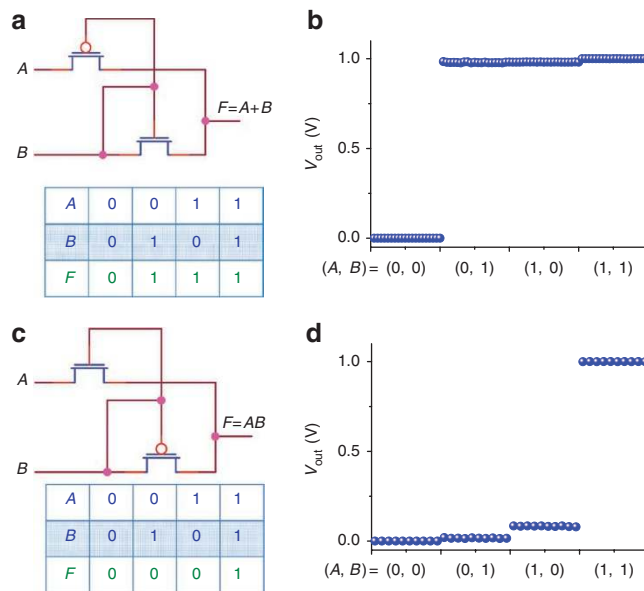 a
A
B
F=A+B
A 0 0 1 1
B 0 1 0 1
F 0 1 1 1
b
V_out (V)
1.0
0.5
0.0
(A, B) = (0, 0) (0, 1) (1, 0) (1, 1)
c
A
B
F=AB
A 0 0 1 1
B 0 1 0 1
F 0 0 0 1
d
V_out (V)
1.0
0.5
0.0
(A, B) = (0, 0) (0, 1) (1, 0) (1, 1)